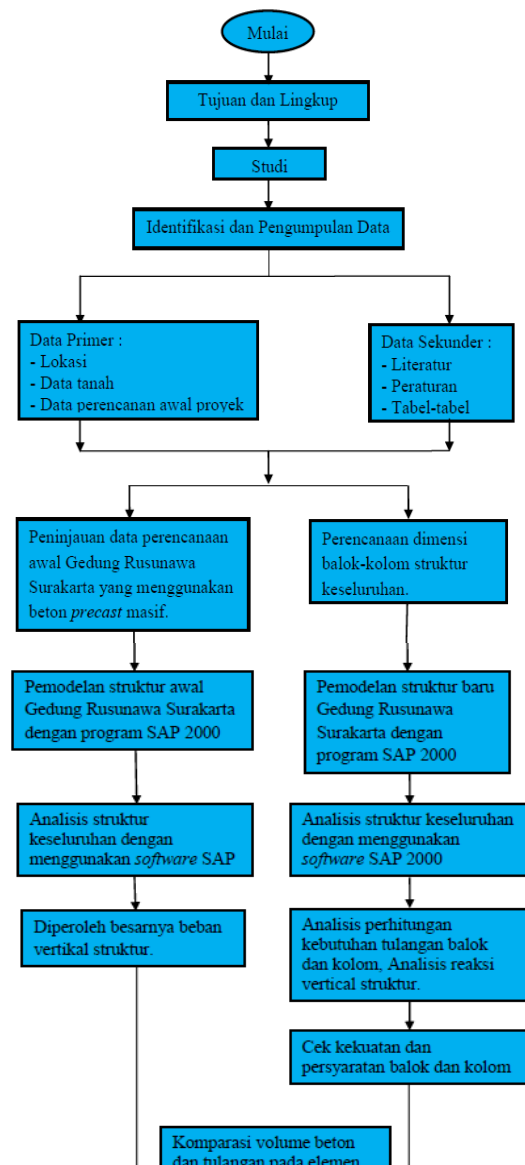 Mulai
Tujuan dan Lingkup
Studi
Identifikasi dan Pengumpulan Data
Data Primer :
- Lokasi
- Data tanah
- Data perencanan awal proyek
Data Sekunder :
- Literatur
- Peraturan
- Tabel-tabel
Peninjauan data perencanaan
awal Gedung Rusunawa
Surakarta yang menggunakan
beton precast masif.
Perencanaan dimensi
balok-kolom struktur
keseluruhan.
Pemodelan struktur awal
Gedung Rusunawa Surakarta
dengan program SAP 2000
Pemodelan struktur baru
Gedung Rusunawa
Surakarta dengan
program SAP 2000
Analisis struktur
keseluruhan dengan
menggunakan software SAP
Analisis struktur keseluruhan
dengan menggunakan
software SAP 2000
Diperoleh besarnya beban
vertikal struktur.
Analisis perhitungan
kebutuhan tulangan balok
dan kolom, Analisis reaksi
vertical struktur.
Cek kekuatan dan
persyaratan balok dan kolom
Komparasi volume beton
dan tulangan pada elemen